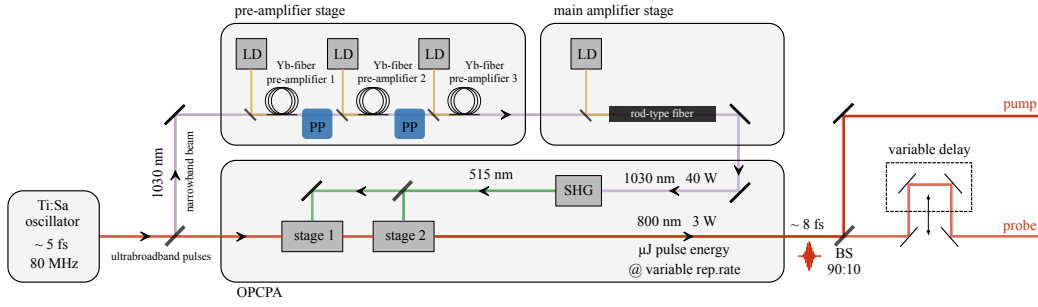 pre-amplifier stage
main amplifier stage
LD
Yb-fiber
pre-amplifier 1
LD
Yb-fiber
pre-amplifier 2
LD
Yb-fiber
pre-amplifier 3
LD
PP
PP
rod-type fiber
pump
1030 nm
narrowband beam
variable delay
515 nm
SHG
1030 nm 40 W
Ti:Sa
oscillator
~ 5 fs
80 MHz
ultrabroadband pulses
stage 1
stage 2
800 nm 3 W
~ 8 fs
probe
µJ pulse energy
@ variable rep.rate
BS
90:10
OPCPA